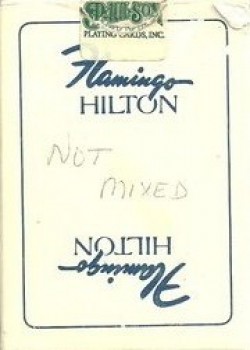 PAUL-SON
PLAYING CARDS, INC.
Flamingo
HILTON
NOT
MIXED
HILTON
Flamingo